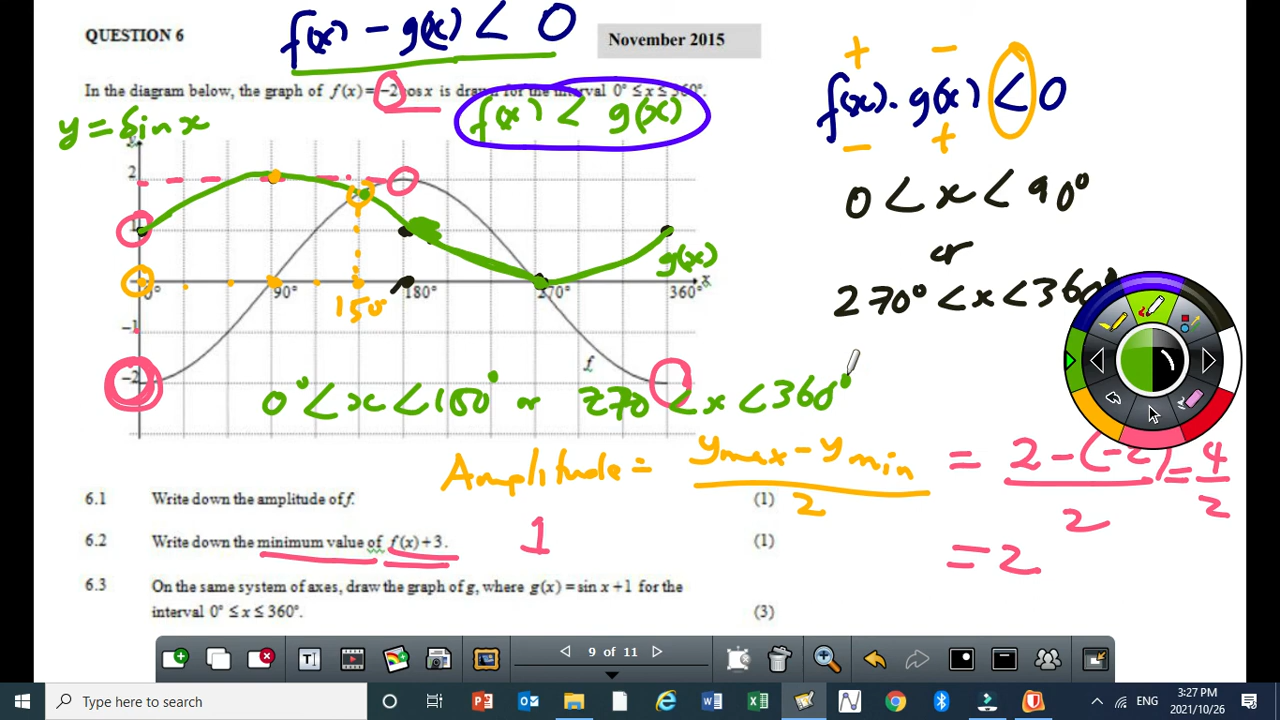 QUESTION 6
f(x) - g(x) < 0
November 2015
In the diagram below, the graph of f(x) = -2cos x is drawn for the interval 0° ≤ x ≤ 360°.
y = sin x
f(x) < g(x)
+ -
f(x) . g(x) < 0
- +
0 < x < 90°
or
270° < x < 360°
2
g(x)
x
0° 90° 180° 270° 360°
150°
-1
f
-2
0° < x < 150° or 270 < x < 360°
Amplitude = ymax - ymin / 2 = 2 - (-2) / 2 = 4 / 2
= 2
6.1 Write down the amplitude of f. (1)
6.2 Write down the minimum value of f(x)+3. 1 (1)
6.3 On the same system of axes, draw the graph of g, where g(x) = sin x + 1 for the
interval 0° ≤ x ≤ 360°. (3)
9 of 11
Type here to search
ENG
3:27 PM
2021/10/26